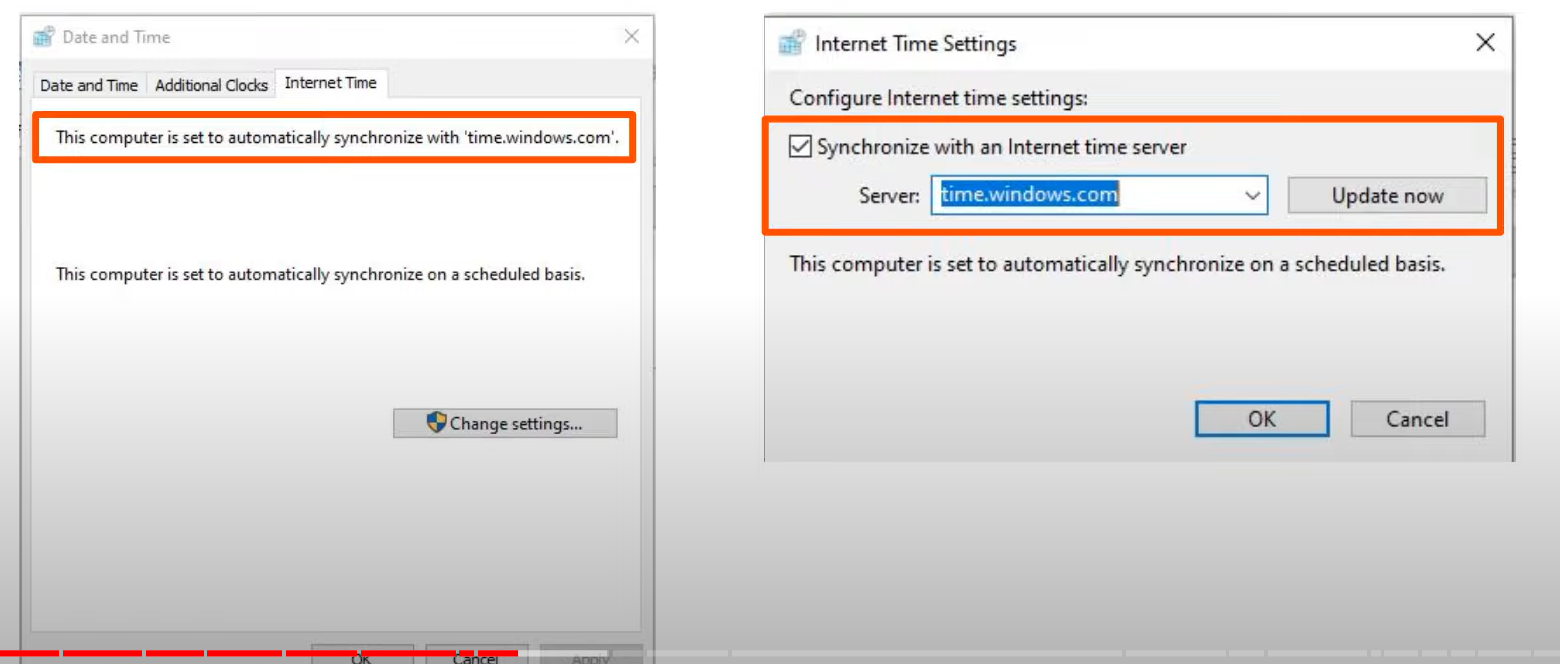 Date and Time
Date and Time Additional Clocks Internet Time
This computer is set to automatically synchronize with 'time.windows.com'.
This computer is set to automatically synchronize on a scheduled basis.
Change settings...
OK Cancel Apply
Internet Time Settings
Configure Internet time settings:
Synchronize with an Internet time server
Server: time.windows.com Update now
This computer is set to automatically synchronize on a scheduled basis.
OK Cancel